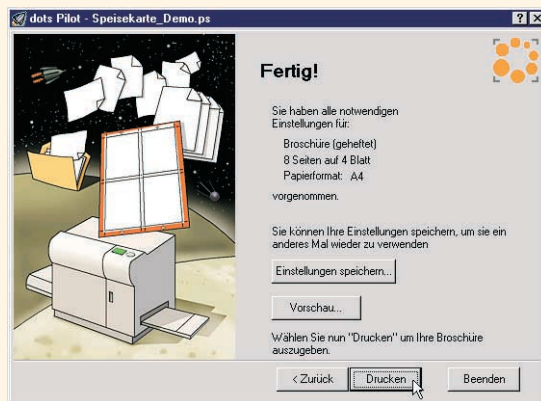 dots Pilot - Speisekarte_Demo.ps
Fertig!
Sie haben alle notwendigen
Einstellungen für:
Broschüre (geheftet)
8 Seiten auf 4 Blatt
Papierformat: A4
vorgenommen.
Sie können Ihre Einstellungen speichern, um sie ein
anderes Mal wieder zu verwenden
Einstellungen speichern...
Vorschau...
Wählen Sie nun "Drucken" um Ihre Broschüre
auszugeben.
< Zurück Drucken Beenden